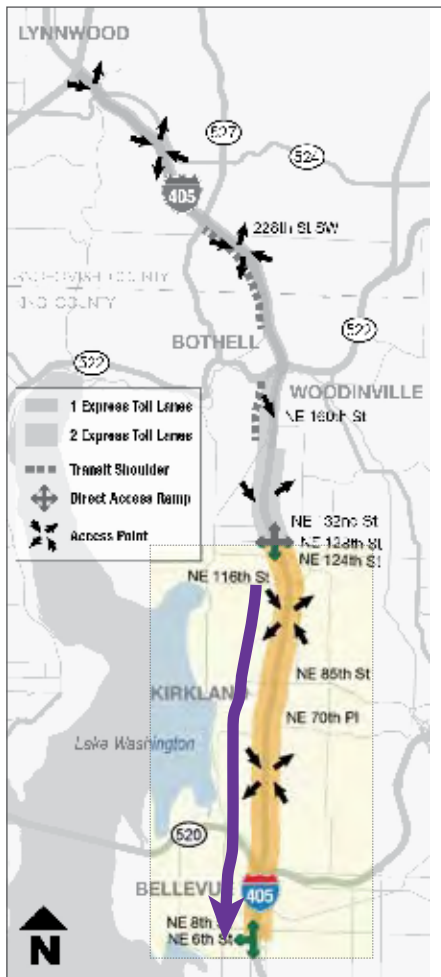 LYNNWOOD
527
524
405
228th St SW
SNOHOMISH COUNTY
KING COUNTY
522
BOTHELL
522
WOODINVILLE
1 Express Toll Lanes
2 Express Toll Lanes
Transit Shoulder
Direct Access Ramp
Access Point
NE 160th St
NE 132nd St
NE 128th St
NE 124th St
NE 116th St
NE 85th St
KIRKLAND
NE 70th Pl
Lake Washington
520
BELLEVUE
405
NE 8th
NE 6th St
N